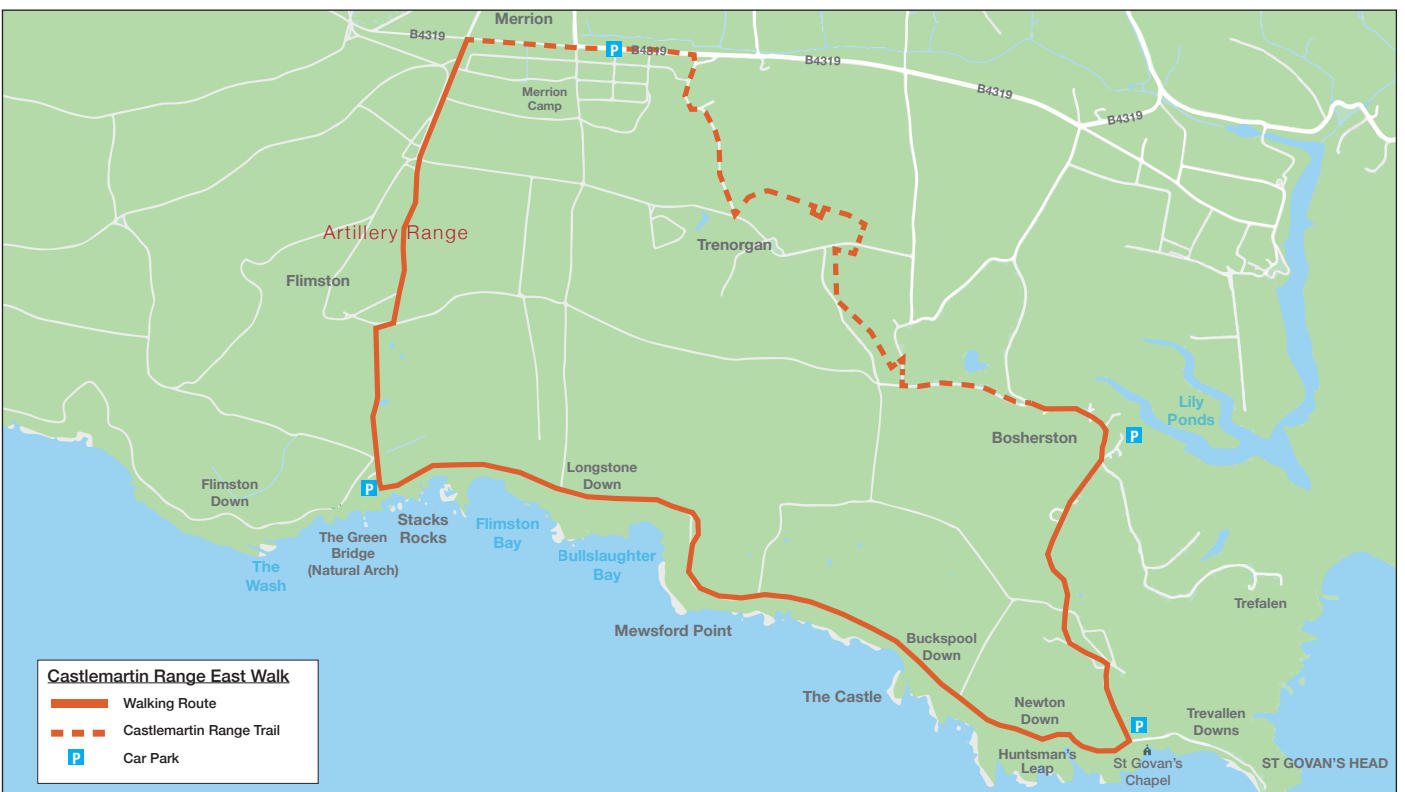 Merrion
B4319
P
B4319
B4319
B4319
B4319
Merrion
Camp
Artillery Range
Trenorgan
Flimston
Lily
Ponds
Bosherston
P
Flimston
Down
P
Longstone
Down
Stacks
Rocks
Flimston
Bay
The Green
Bridge
(Natural Arch)
The
Wash
Bullslaughter
Bay
Trefalen
Mewsford Point
Buckspool
Down
The Castle
Newton
Down
P
Trevallen
Downs
Huntsman's
Leap
St Govan's
Chapel
ST GOVAN'S HEAD
Castlemartin Range East Walk
Walking Route
Castlemartin Range Trail
P Car Park